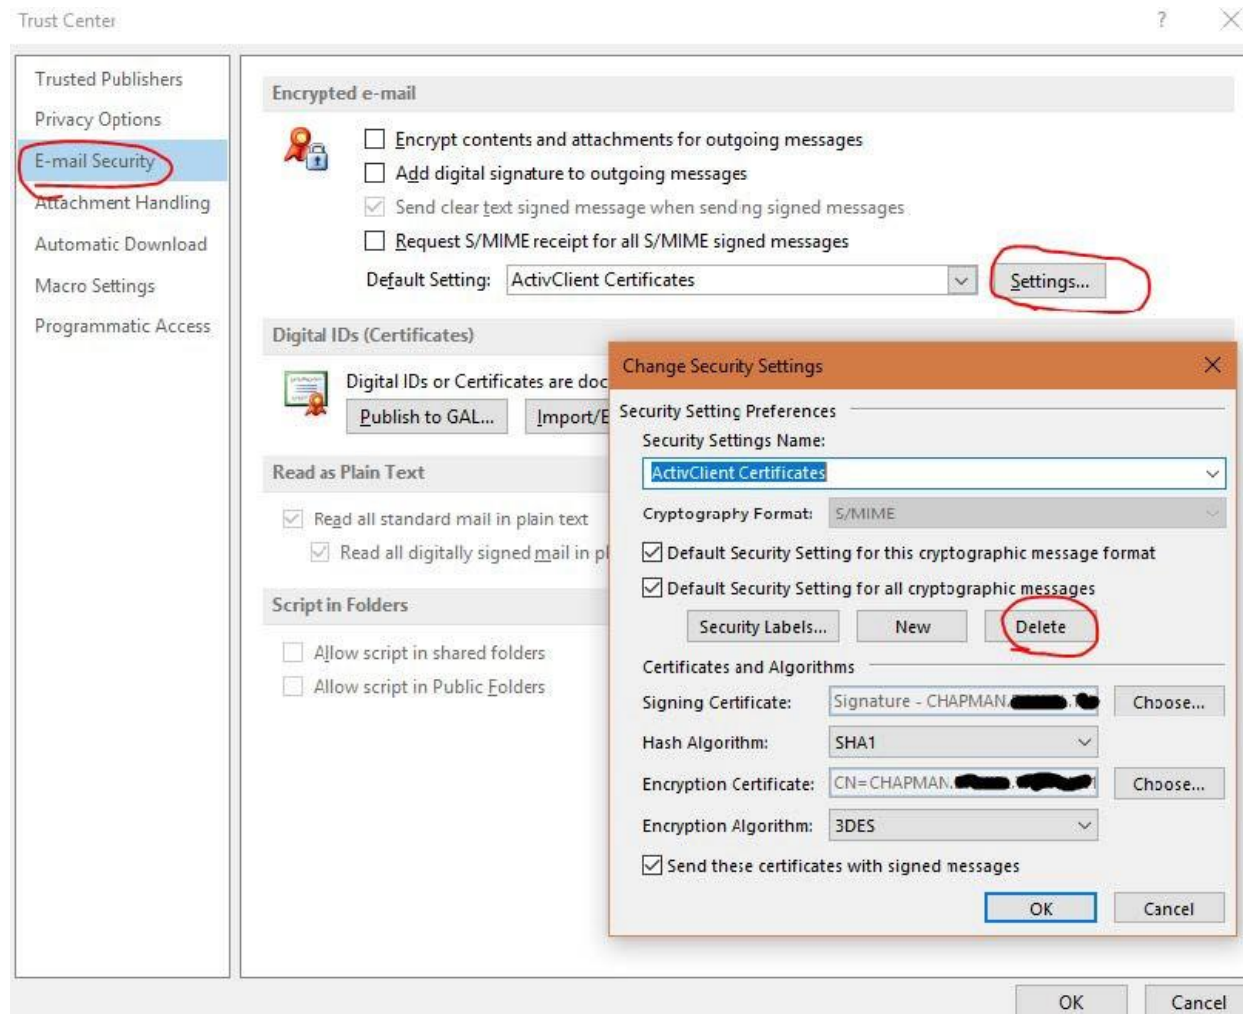 Trust Center
?
Trusted Publishers
Privacy Options
E-mail Security
Attachment Handling
Automatic Download
Macro Settings
Programmatic Access
Encrypted e-mail
Encrypt contents and attachments for outgoing messages
Add digital signature to outgoing messages
Send clear text signed message when sending signed messages
Request S/MIME receipt for all S/MIME signed messages
Default Setting: ActivClient Certificates Settings...
Digital IDs (Certificates)
Digital IDs or Certificates are doc
Publish to GAL... Import/E
Read as Plain Text
Read all standard mail in plain text
Read all digitally signed mail in pl
Script in Folders
Allow script in shared folders
Allow script in Public Folders
Change Security Settings
Security Setting Preferences
Security Settings Name:
ActivClient Certificates
Cryptography Format: S/MIME
Default Security Setting for this cryptographic message format
Default Security Setting for all cryptographic messages
Security Labels... New Delete
Certificates and Algorithms
Signing Certificate: Signature - CHAPMAN. Choose...
Hash Algorithm: SHA1
Encryption Certificate: CN=CHAPMAN. Choose...
Encryption Algorithm: 3DES
Send these certificates with signed messages
OK Cancel
OK Cancel